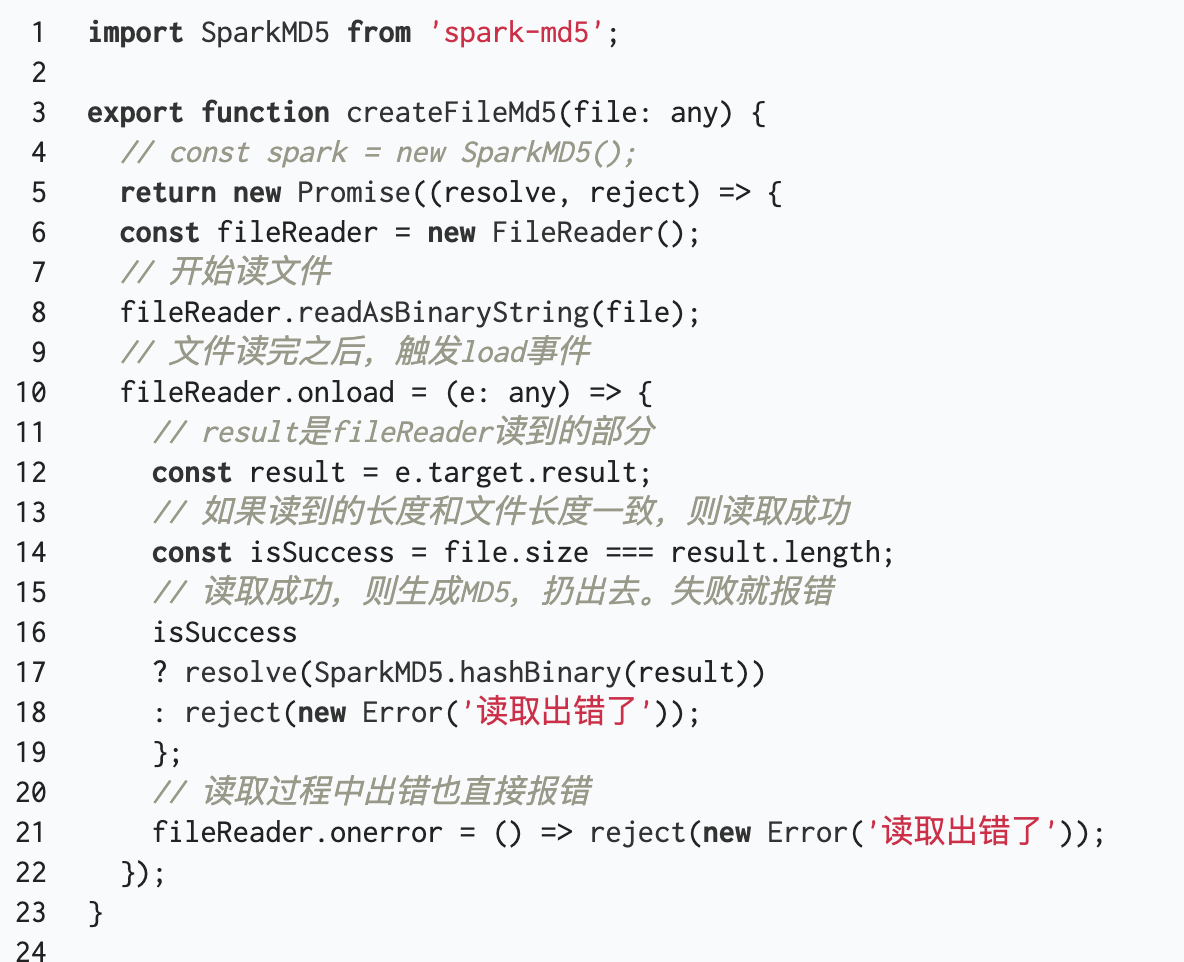 1 import SparkMD5 from 'spark-md5';
2
3 export function createFileMd5(file: any) {
4   // const spark = new SparkMD5();
5   return new Promise((resolve, reject) => {
6   const fileReader = new FileReader();
7   // 开始读文件
8   fileReader.readAsBinaryString(file);
9   // 文件读完之后，触发load事件
10   fileReader.onload = (e: any) => {
11     // result是fileReader读到的部分
12     const result = e.target.result;
13     // 如果读到的长度和文件长度一致，则读取成功
14     const isSuccess = file.size === result.length;
15     // 读取成功，则生成MD5，扔出去。失败就报错
16     isSuccess
17     ? resolve(SparkMD5.hashBinary(result))
18     : reject(new Error('读取出错了'));
19     };
20     // 读取过程中出错也直接报错
21     fileReader.onerror = () => reject(new Error('读取出错了'));
22   });
23 }
24